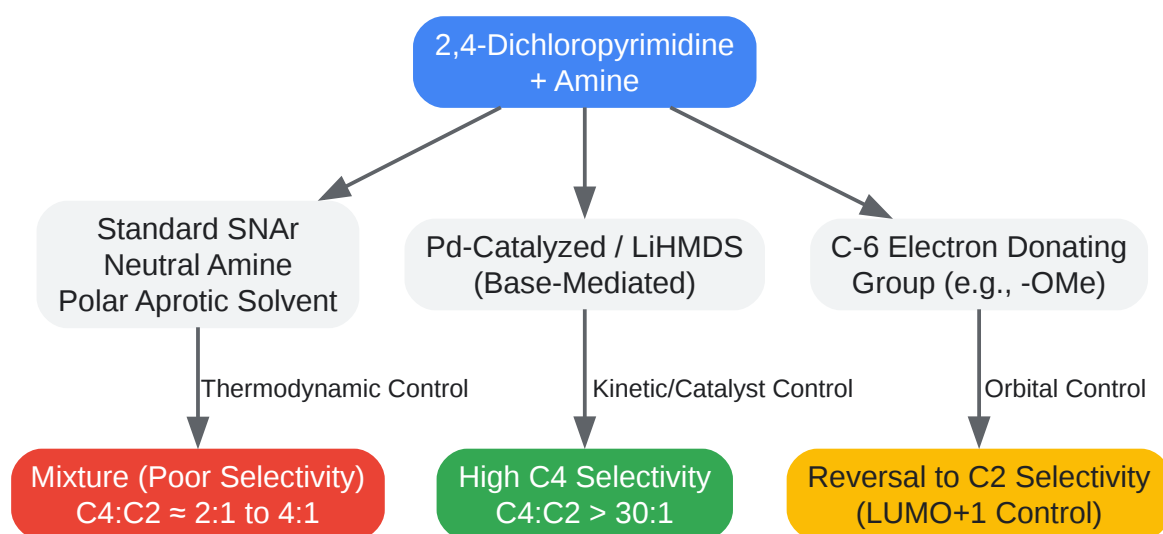 2,4-Dichloropyrimidine
+ Amine
Standard SNAr
Neutral Amine
Polar Aprotic Solvent
Pd-Catalyzed / LiHMDS
(Base-Mediated)
C-6 Electron Donating
Group (e.g., -OMe)
Thermodynamic Control
Kinetic/Catalyst Control
Orbital Control
Mixture (Poor Selectivity)
C4:C2 ≈ 2:1 to 4:1
High C4 Selectivity
C4:C2 > 30:1
Reversal to C2 Selectivity
(LUMO+1 Control)